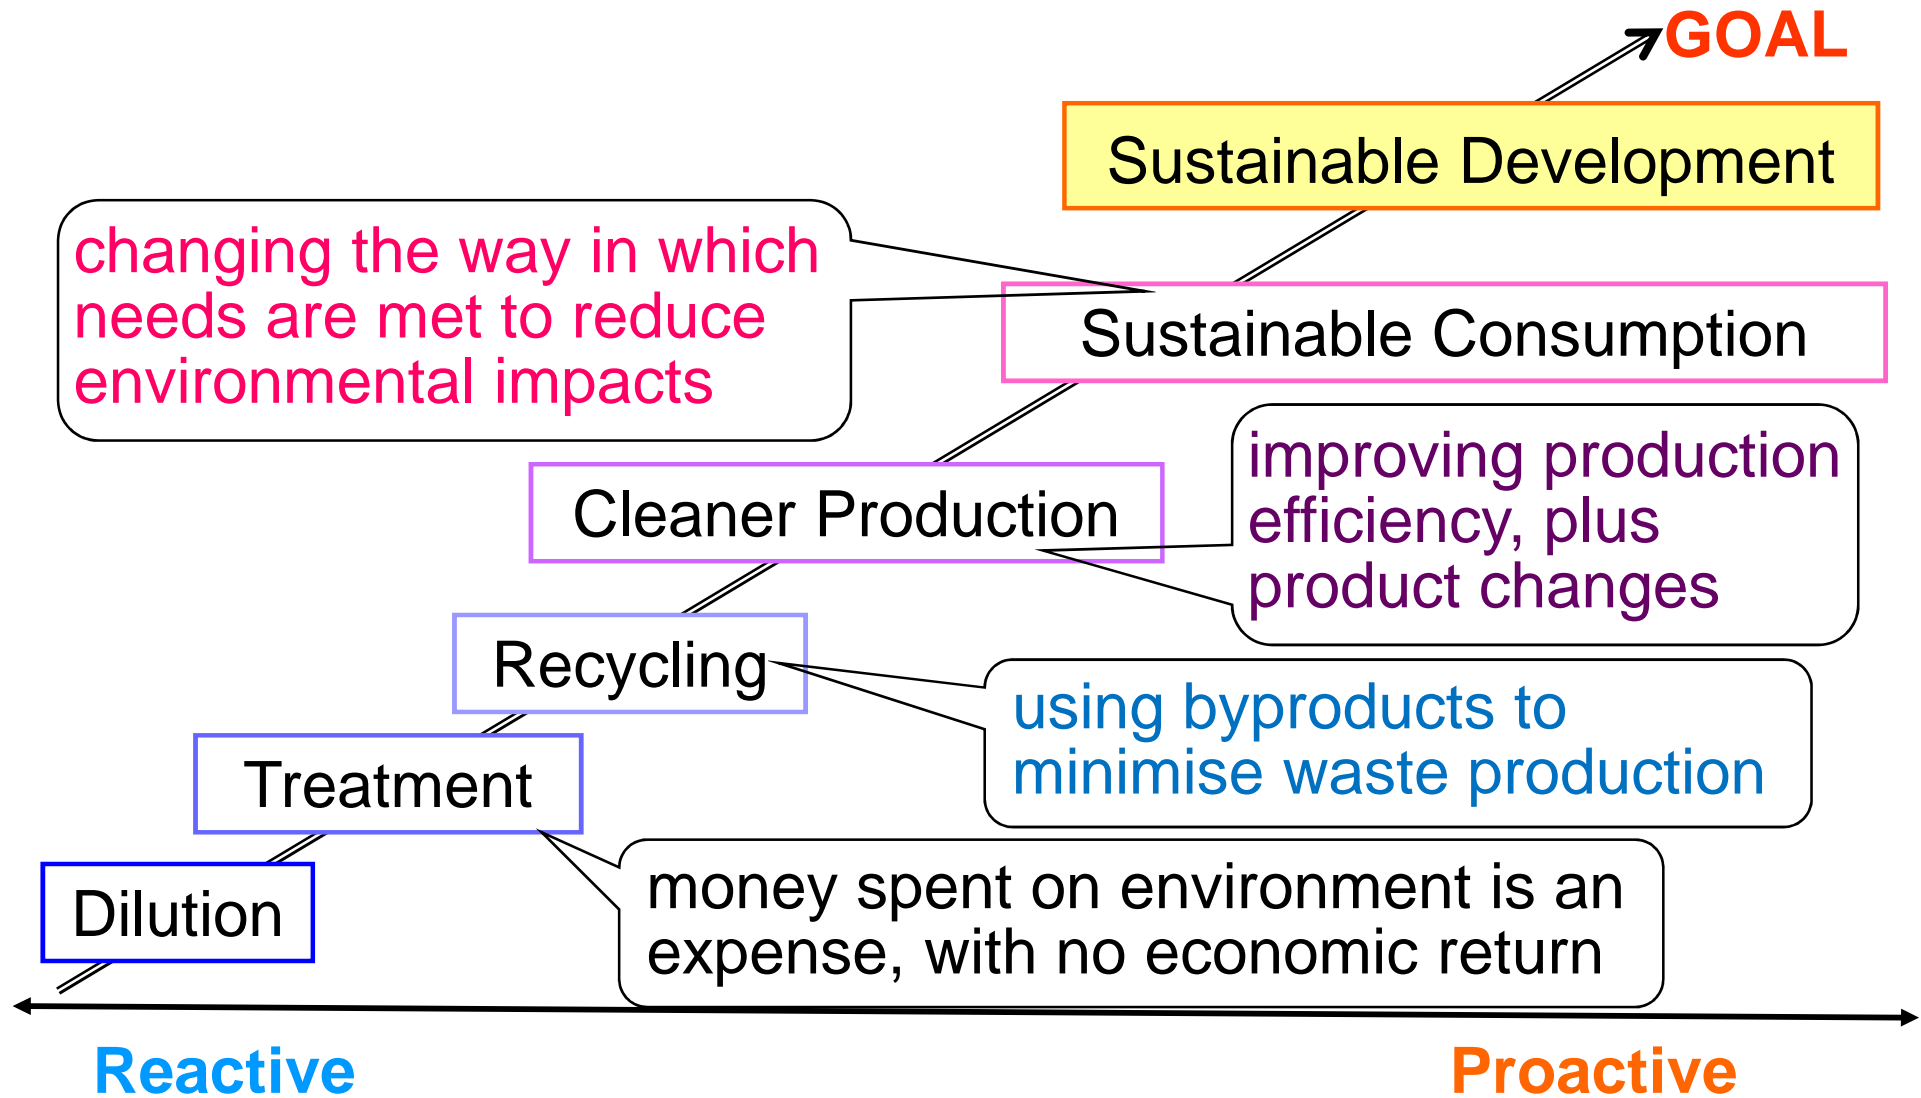 GOAL
Sustainable Development
changing the way in which
needs are met to reduce
environmental impacts
Sustainable Consumption
improving production
efficiency, plus
product changes
Cleaner Production
Recycling
using byproducts to
minimise waste production
Treatment
money spent on environment is an
expense, with no economic return
Dilution
Reactive
Proactive